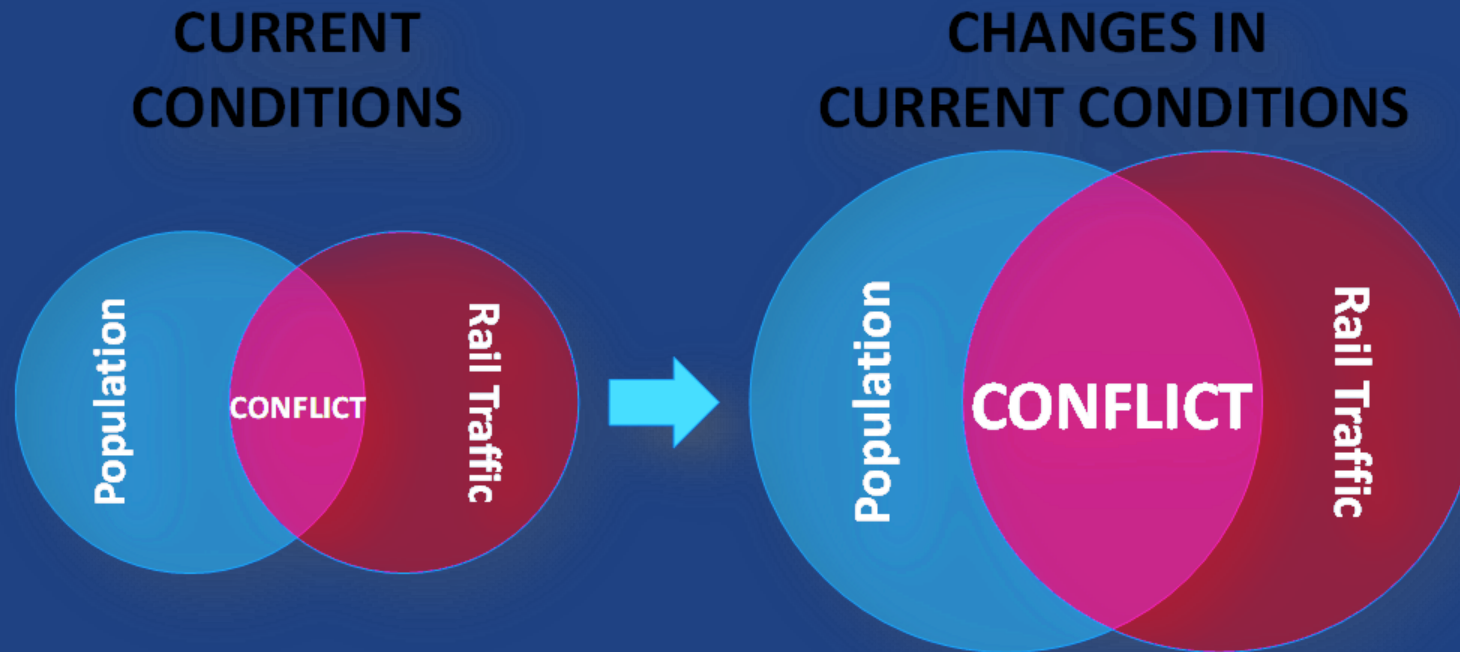 CURRENT
CONDITIONS
Population
CONFLICT
Rail Traffic
CHANGES IN
CURRENT CONDITIONS
Population
CONFLICT
Rail Traffic